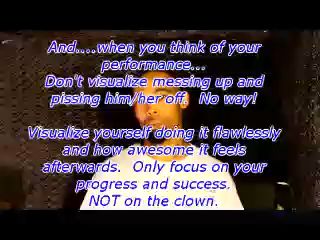 And....when you think of your
performance...
Don't visualize messing up and
pissing him/her off.  No way!
Visualize yourself doing it flawlessly
and how awesome it feels
afterwards.  Only focus on your
progress and success.
NOT on the clown.